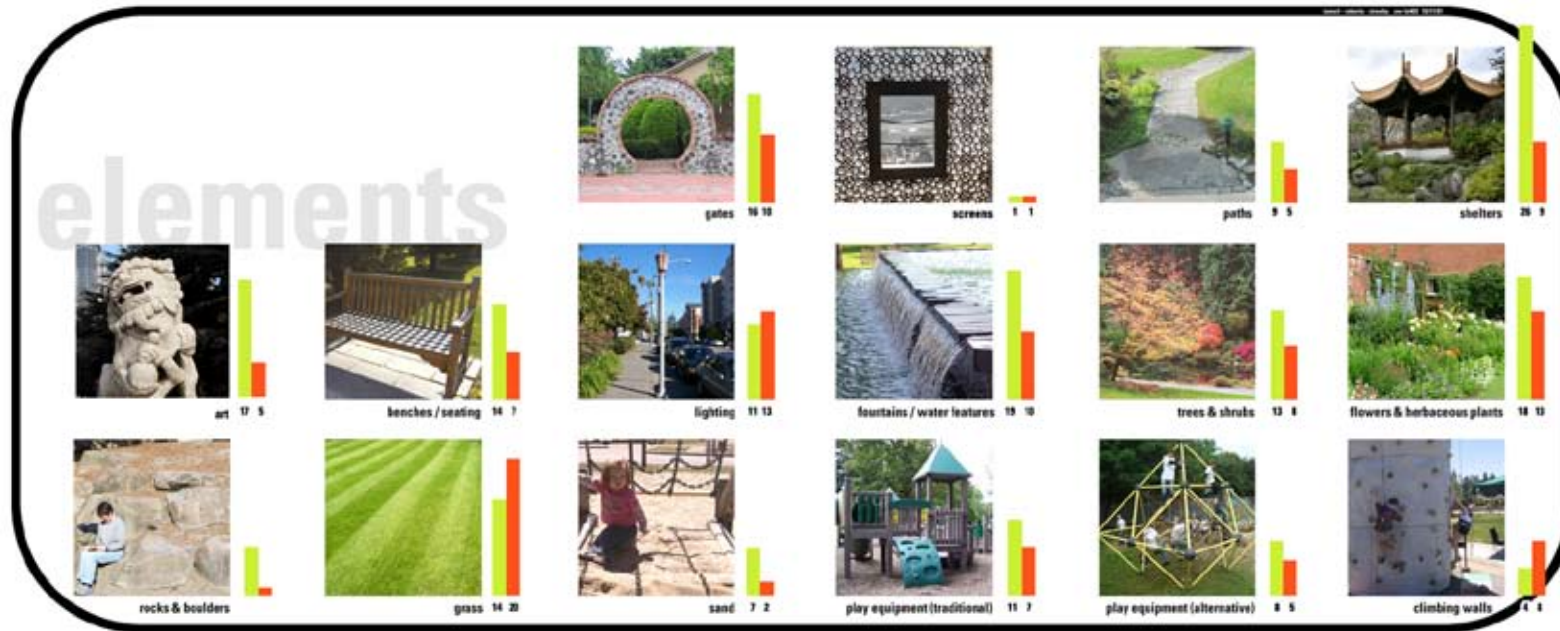 elements
gates 16 10
screens 1 1
paths 9 5
shelters 26 9
art 17 5
benches / seating 14 7
lighting 11 13
fountains / water features 19 10
trees & shrubs 13 8
flowers & herbaceous plants 18 13
rocks & boulders
grass 14 20
sand 7 2
play equipment (traditional) 11 7
play equipment (alternative) 8 5
climbing walls 4 8